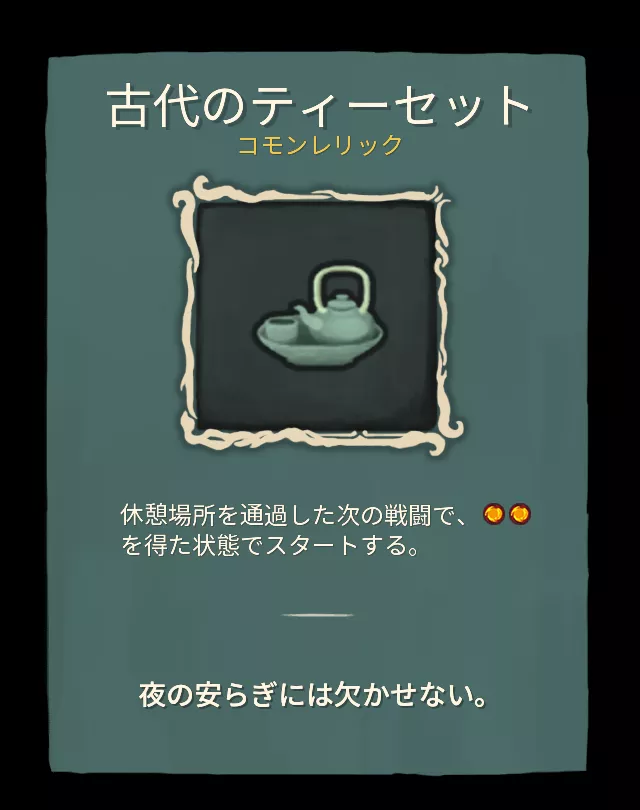 古代のティーセット
コモンレリック
休憩場所を通過した次の戦闘で、
を得た状態でスタートする。
夜の安らぎには欠かせない。